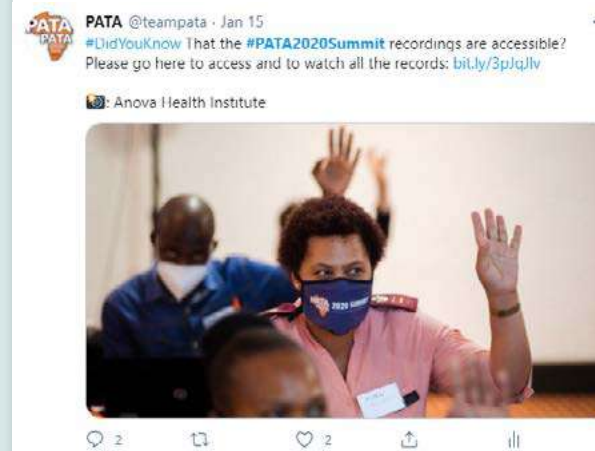 PATA
PATA
PATA @teampata · Jan 15
#DidYouKnow That the #PATA2020Summit recordings are accessible?
Please go here to access and to watch all the records: bit.ly/3pJqJlv
: Anova Health Institute
2020 SUMMIT
2
2